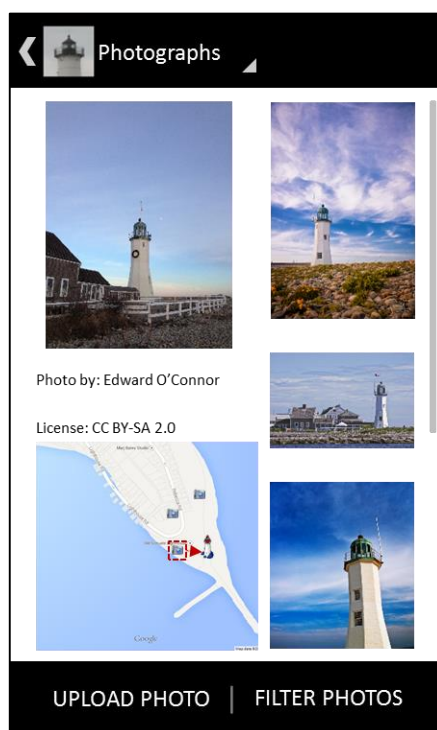 Photographs
Photo by: Edward O'Connor
License: CC BY-SA 2.0
Google
UPLOAD PHOTO | FILTER PHOTOS